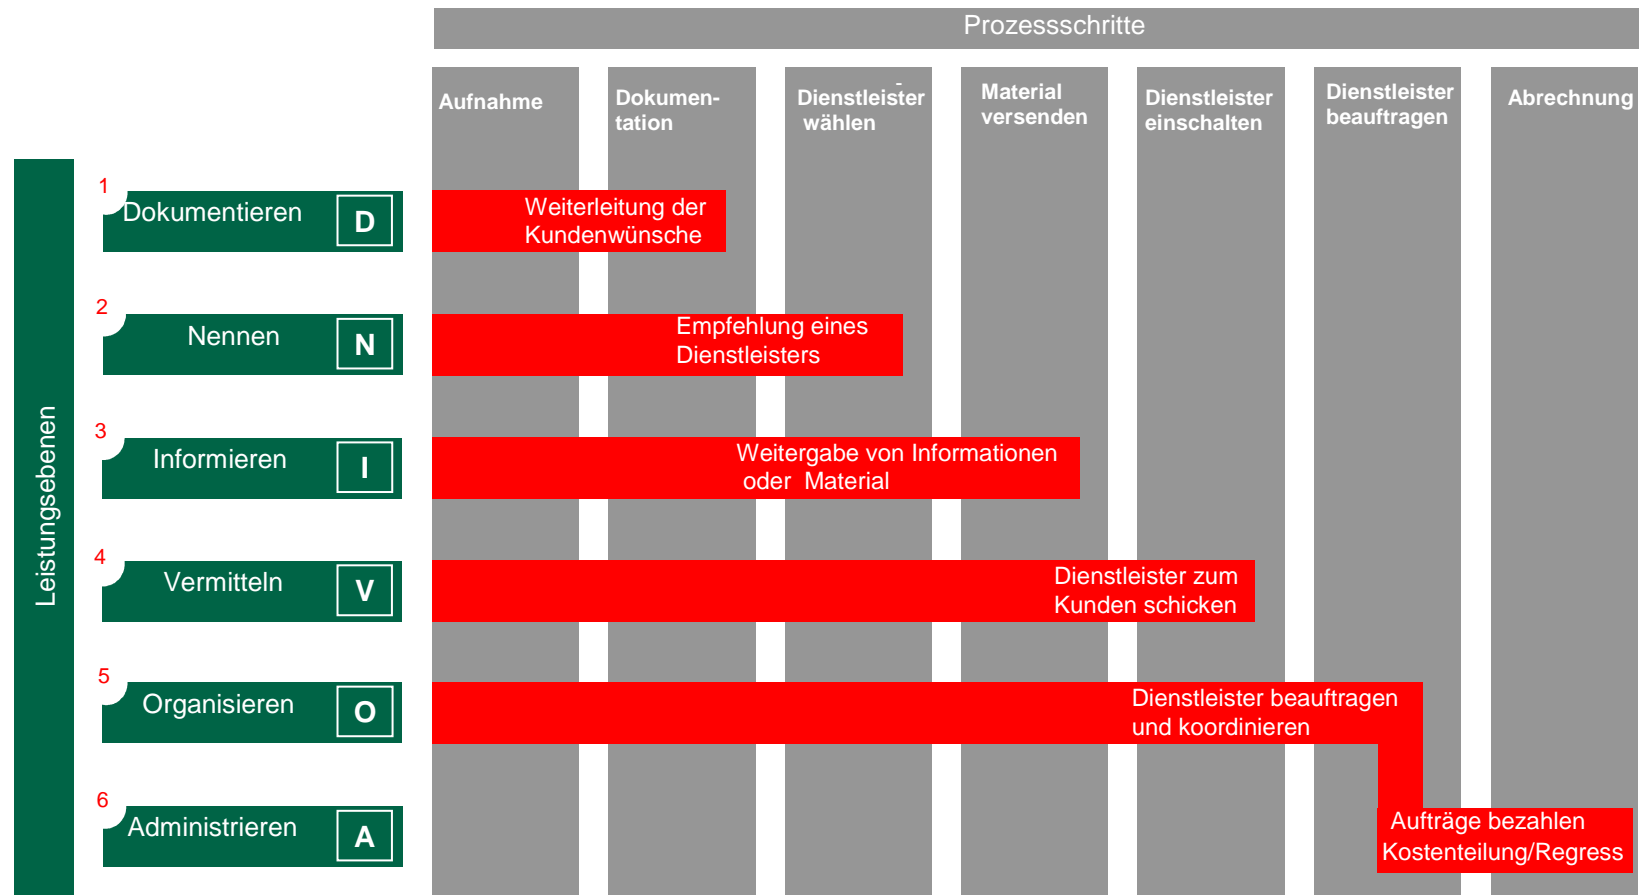 Prozessschritte
Aufnahme
Dokumen-
tation
-
Dienstleister
wählen
Material
versenden
Dienstleister
einschalten
Dienstleister
beauftragen
Abrechnung
Leistungsebenen
1
Dokumentieren
D
Weiterleitung der
Kundenwünsche
2
Nennen
N
Empfehlung eines
Dienstleisters
3
Informieren
I
Weitergabe von Informationen
oder Material
4
Vermitteln
V
Dienstleister zum
Kunden schicken
5
Organisieren
O
Dienstleister beauftragen
und koordinieren
6
Administrieren
A
Aufträge bezahlen
Kostenteilung/Regress